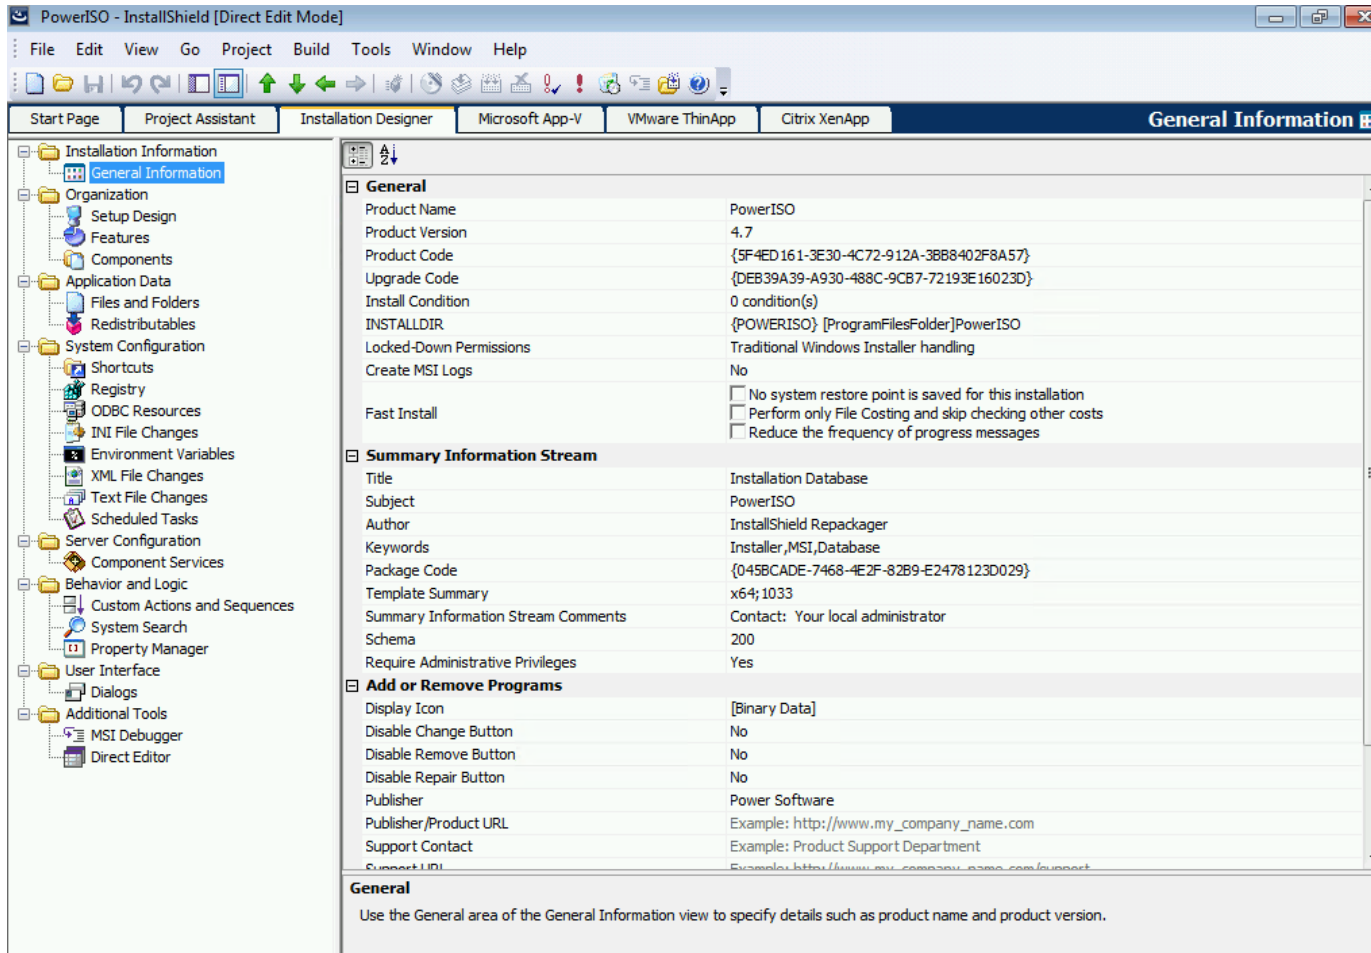 PowerISO - InstallShield [Direct Edit Mode]
File Edit View Go Project Build Tools Window Help
Start Page Project Assistant Installation Designer Microsoft App-V VMware ThinApp Citrix XenApp General Information
Installation Information
General Information
Organization
Setup Design
Features
Components
Application Data
Files and Folders
Redistributables
System Configuration
Shortcuts
Registry
ODBC Resources
INI File Changes
Environment Variables
XML File Changes
Text File Changes
Scheduled Tasks
Server Configuration
Component Services
Behavior and Logic
Custom Actions and Sequences
System Search
Property Manager
User Interface
Dialogs
Additional Tools
MSI Debugger
Direct Editor
General
Product Name PowerISO
Product Version 4.7
Product Code {5F4ED161-3E30-4C72-912A-3BB8402F8A57}
Upgrade Code {DEB39A39-A930-488C-9CB7-72193E16023D}
Install Condition 0 condition(s)
INSTALLDIR {POWERISO} [ProgramFilesFolder]PowerISO
Locked-Down Permissions Traditional Windows Installer handling
Create MSI Logs No
Fast Install
No system restore point is saved for this installation
Perform only File Costing and skip checking other costs
Reduce the frequency of progress messages
Summary Information Stream
Title Installation Database
Subject PowerISO
Author InstallShield Repackager
Keywords Installer,MSI,Database
Package Code {045BCADE-7468-4E2F-82B9-E2478123D029}
Template Summary x64;1033
Summary Information Stream Comments Contact: Your local administrator
Schema 200
Require Administrative Privileges Yes
Add or Remove Programs
Display Icon [Binary Data]
Disable Change Button No
Disable Remove Button No
Disable Repair Button No
Publisher Power Software
Publisher/Product URL Example: http://www.my_company_name.com
Support Contact Example: Product Support Department
Support URL Example: http://www.my_company_name.com/support
General
Use the General area of the General Information view to specify details such as product name and product version.